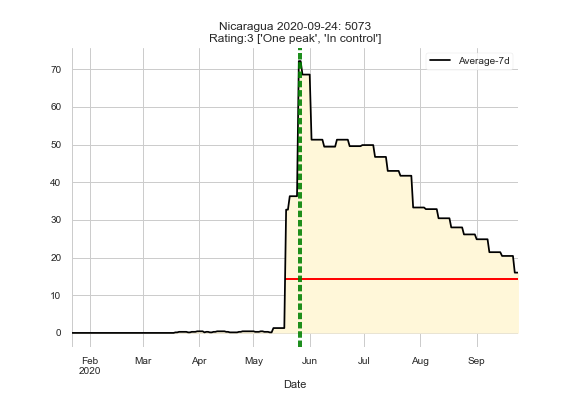 Nicaragua 2020-09-24: 5073
Rating:3 ['One peak', 'In control']
Average-7d
70
60
50
40
30
20
10
0
Feb Mar Apr May Jun Jul Aug Sep
2020
Date